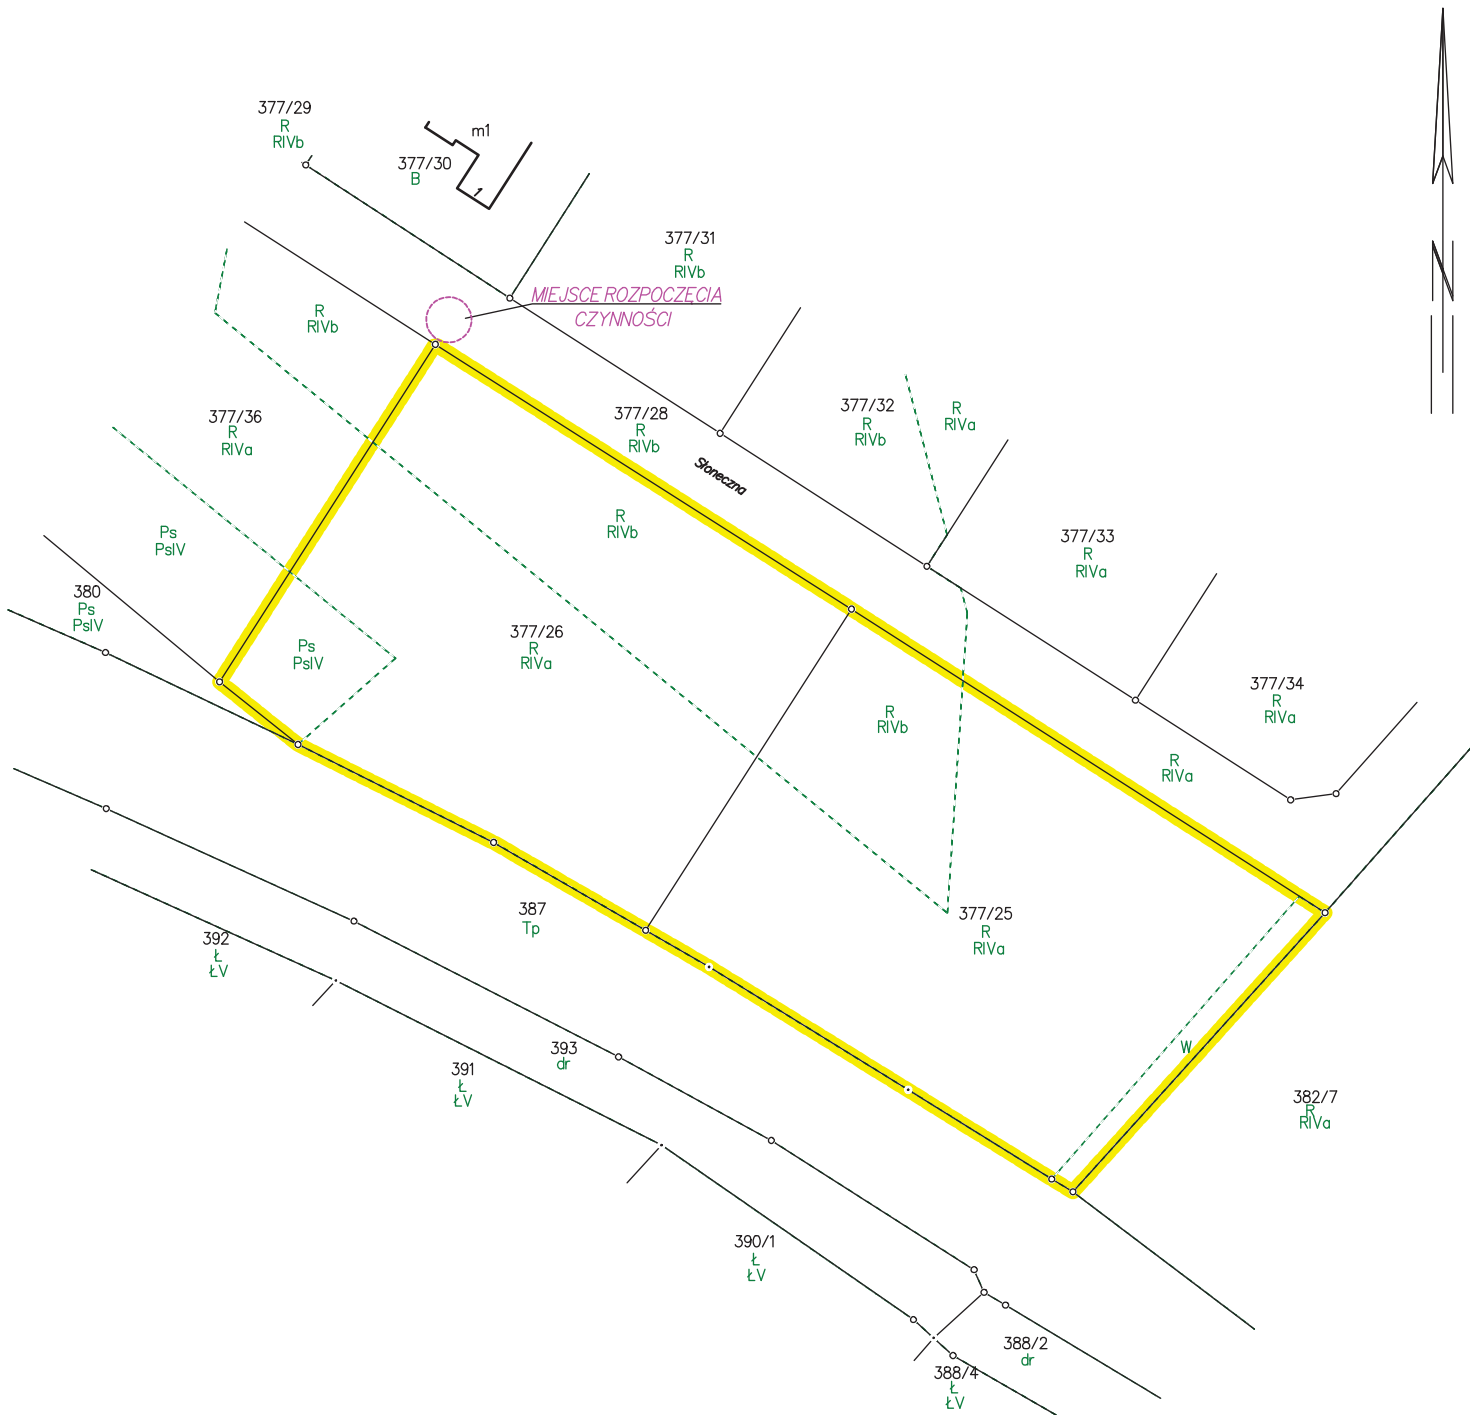 377/29
R
RIVb
m1
377/30
B
1
377/31
R
RIVb
MIEJSCE ROZPOCZĘCIA
CZYNNOŚCI
N
R
RIVb
377/36
R
RIVa
377/28
R
RIVb
Słoneczna
377/32
R
RIVb
R
RIVa
Ps
PsIV
R
RIVb
377/33
R
RIVa
380
Ps
PsIV
Ps
PsIV
377/26
R
RIVa
377/34
R
RIVa
R
RIVb
R
RIVa
387
Tp
377/25
R
RIVa
392
Ł
ŁV
393
dr
391
Ł
ŁV
W
382/7
R
RIVa
390/1
Ł
ŁV
388/2
dr
388/4
Ł
ŁV